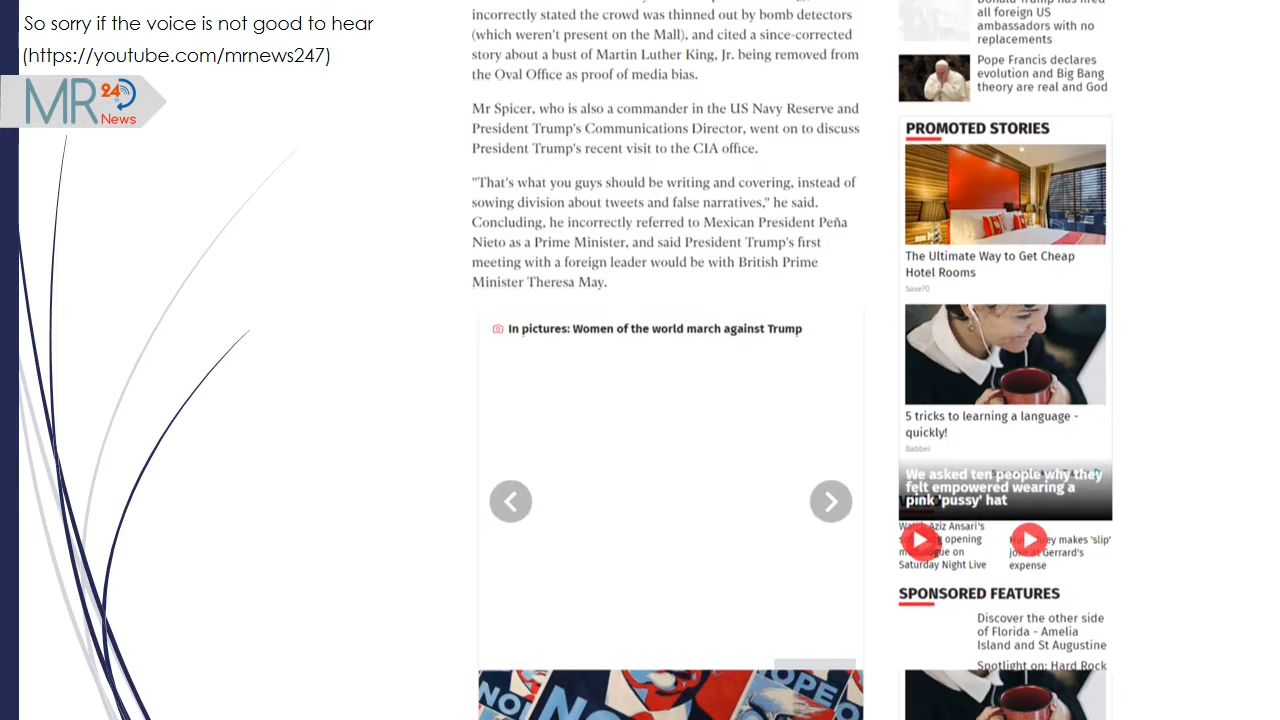 So sorry if the voice is not good to hear
(https://youtube.com/mrnews247)
MR 24
News
incorrectly stated the crowd was thinned out by bomb detectors
(which weren't present on the Mall), and cited a since-corrected
story about a bust of Martin Luther King, Jr. being removed from
the Oval Office as proof of media bias.
Mr Spicer, who is also a commander in the US Navy Reserve and
President Trump's Communications Director, went on to discuss
President Trump's recent visit to the CIA office.
"That's what you guys should be writing and covering, instead of
sowing division about tweets and false narratives," he said.
Concluding, he incorrectly referred to Mexican President Peña
Nieto as a Prime Minister, and said President Trump's first
meeting with a foreign leader would be with British Prime
Minister Theresa May.
In pictures: Women of the world march against Trump
Donald Trump has fired
all foreign US
ambassadors with no
replacements
Pope Francis declares
evolution and Big Bang
theory are real and God
PROMOTED STORIES
The Ultimate Way to Get Cheap
Hotel Rooms
Save70
5 tricks to learning a language -
quickly!
Babbel
We asked ten people why they
felt empowered wearing a
pink 'pussy' hat
Watch Aziz Ansari's
opening
on
Saturday Night Live
makes 'slip'
at Gerrard's
expense
SPONSORED FEATURES
Discover the other side
of Florida - Amelia
Island and St Augustine
Spotlight on: Hard Rock